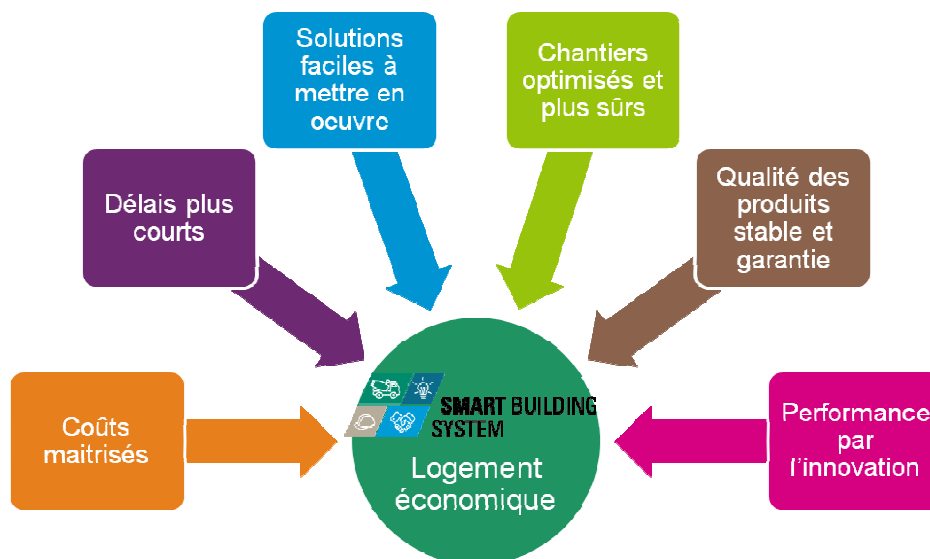 Solutions
faciles à
mettre en
oeuvre
Chantiers
optimisés et
plus sûrs
Délais plus
courts
Qualité des
produits
stable et
garantie
Coûts
maitrisés
SMART BUILDING
SYSTEM
Logement
économique
Performance
par
l'innovation